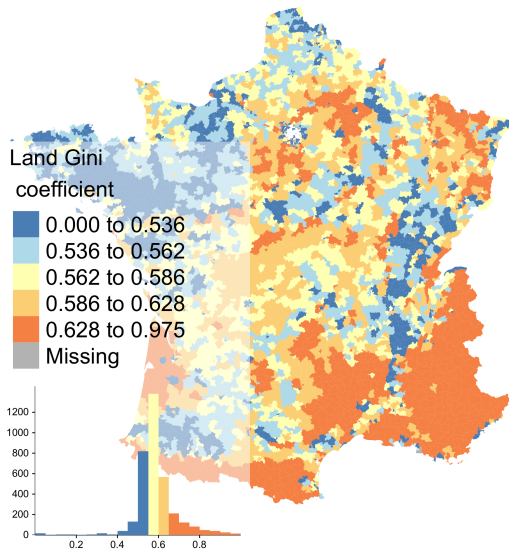 Land Gini
coefficient
0.000 to 0.536
0.536 to 0.562
0.562 to 0.586
0.586 to 0.628
0.628 to 0.975
Missing
1200
1000
800
600
400
200
0
0.2 0.4 0.6 0.8